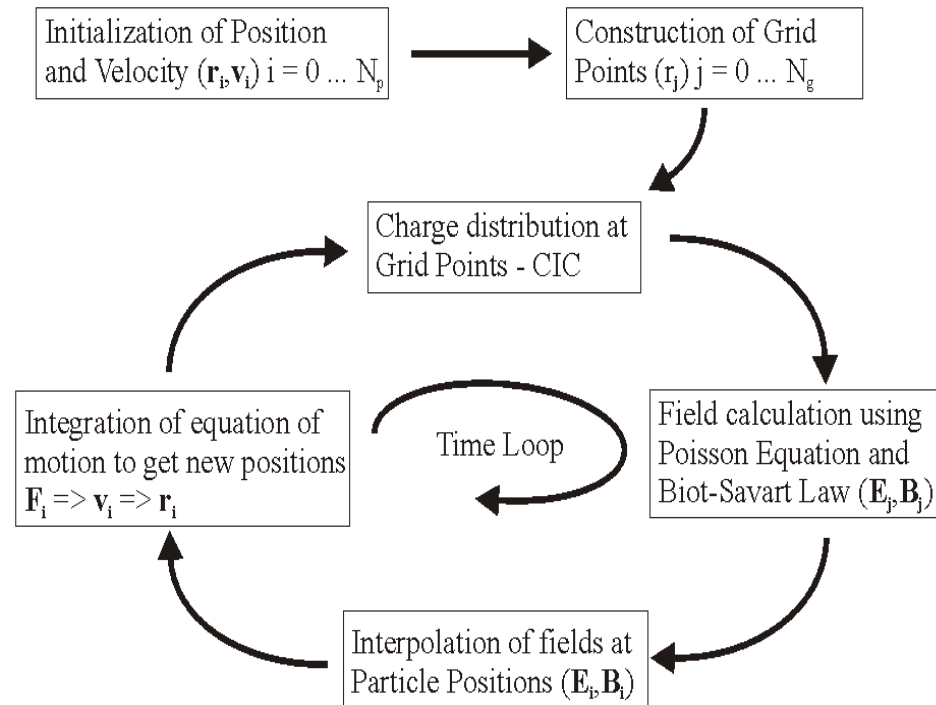 Initialization of Position
and Velocity (rᵢ,vᵢ) i = 0 ... Nₚ
Construction of Grid
Points (rⱼ) j = 0 ... N_g
Charge distribution at
Grid Points - CIC
Integration of equation of
motion to get new positions
Fᵢ => vᵢ => rᵢ
Time Loop
Field calculation using
Poisson Equation and
Biot-Savart Law (Eⱼ,Bⱼ)
Interpolation of fields at
Particle Positions (Eᵢ,Bᵢ)